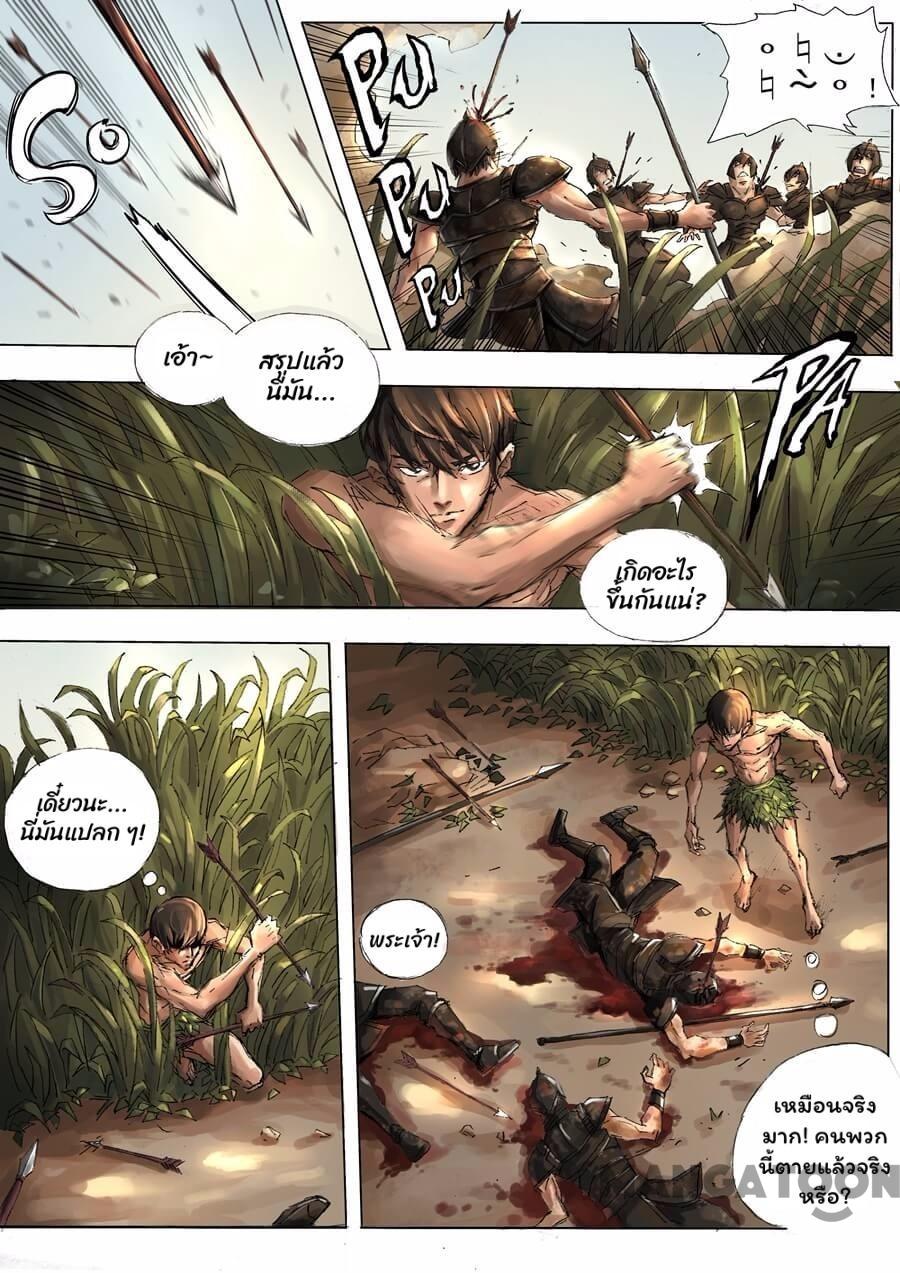 SO
PU
PU
PU
PU
!
เอ้า~
สรุปแล้ว
นี่มัน...
PA
เกิดอะไร
ขึ้นกันแน่?
เดี๋ยวนะ...
นี่มันแปลก ๆ!
พระเจ้า!
เหมือนจริง
มาก! คนพวก
นี้ตายแล้วจริง
หรือ?
MANGATOON